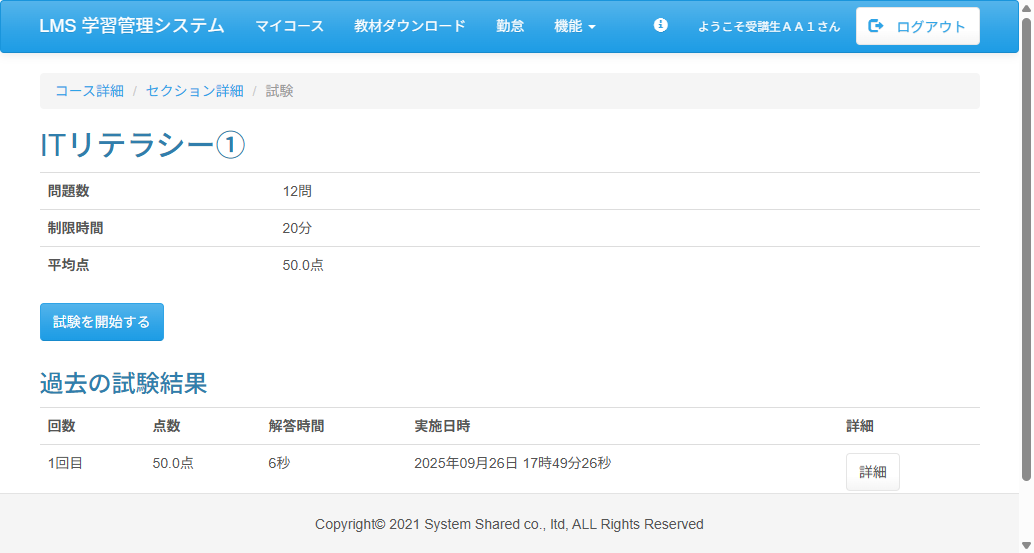 LMS 学習管理システム マイコース 教材ダウンロード 勤怠 機能 ようこそ受講生ＡＡ１さん ログアウト
コース詳細 / セクション詳細 / 試験
ITリテラシー①
問題数 12問
制限時間 20分
平均点 50.0点
試験を開始する
過去の試験結果
回数 点数 解答時間 実施日時 詳細
1回目 50.0点 6秒 2025年09月26日 17時49分26秒 詳細
Copyright© 2021 System Shared co., ltd, ALL Rights Reserved